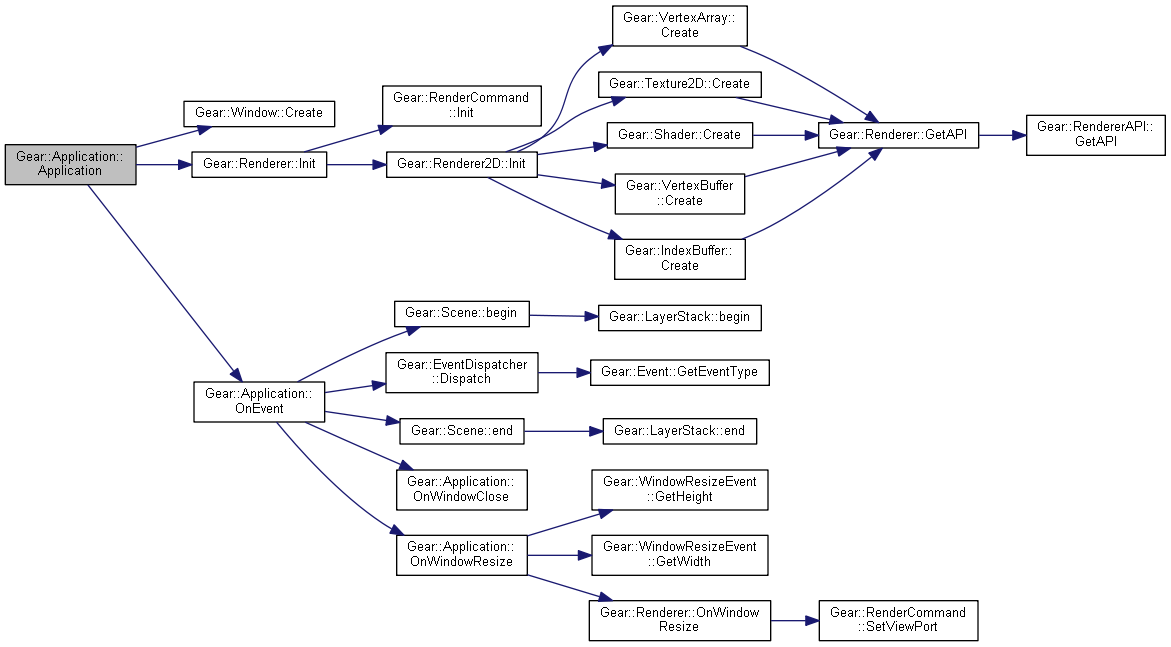 Gear::Application::
Application
Gear::Window::Create
Gear::Renderer::Init
Gear::RenderCommand
::Init
Gear::Renderer2D::Init
Gear::VertexArray::
Create
Gear::Texture2D::Create
Gear::Shader::Create
Gear::VertexBuffer
::Create
Gear::IndexBuffer::
Create
Gear::Renderer::GetAPI
Gear::RendererAPI::
GetAPI
Gear::Application::
OnEvent
Gear::Scene::begin
Gear::LayerStack::begin
Gear::EventDispatcher
::Dispatch
Gear::Event::GetEventType
Gear::Scene::end
Gear::LayerStack::end
Gear::Application::
OnWindowClose
Gear::Application::
OnWindowResize
Gear::WindowResizeEvent
::GetHeight
Gear::WindowResizeEvent
::GetWidth
Gear::Renderer::OnWindow
Resize
Gear::RenderCommand
::SetViewPort